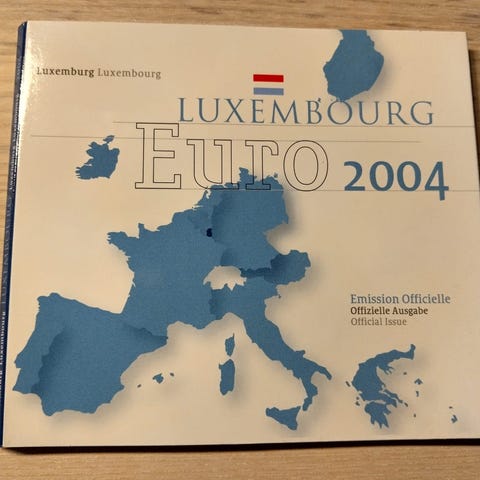 Luxemburg Luxembourg
LUXEMBOURG
Euro 2004
Emission Officielle
Offizielle Ausgabe
Official Issue